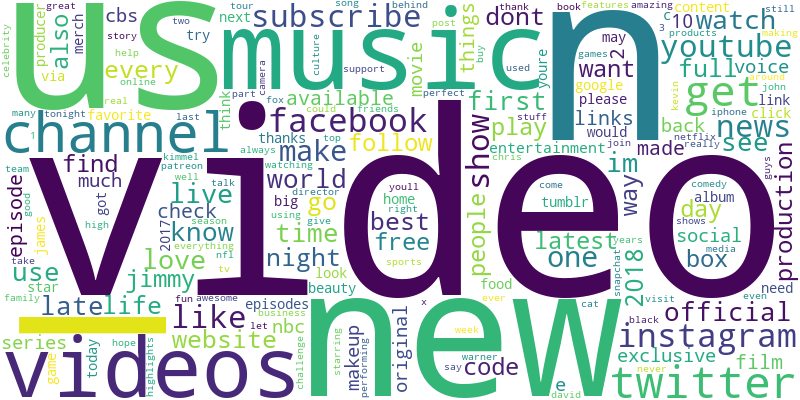 celebrity
great
producer
merch
cbs
two
tour
song
behind
post
dont
book
features
amazing
still
us
music
n
story
next
subscribe
things
buy
thank
c
10
watch
3
products
making
also
help
try
camera
culture
support
movie
may
games
youtube
via
every
online
think
youre
want
2
google
full
voice
around
kevin
john
real
part
fox
available
used
first
please
get
link
iphone
click
many
favorite
tonight
last
could
friends
perfect
stuff
links
back
news
netflix
channel
1
i
facebook
top
show
play
would
join
really
kimmel
patreon
thanks
always
follow
entertainment
made
see
guys
find
well
make
watching
chris
im
team
much
talk
world
director
youll
come
way
comedy
production
episode
good
got
live
season
big
go
home
right
people
tumblr
one
day
album
high
check
using
give
best
shows
video
james
2017
know
everything
time
free
latest
years
social
media
take
love
nfl
night
look
sports
food
2018
snapchat
box
use
star
jimmy
tv
beauty
cat
ever
visit
need
family
fun
awesome
episodes
business
x
even
late
life
like
let
nbc
original
new
week
black
official
series
today
hope
website
starring
makeup
warner
instagram
game
highlights
challenge
performing
say
code
exclusive
never
film
videos
e
david
twitter
content